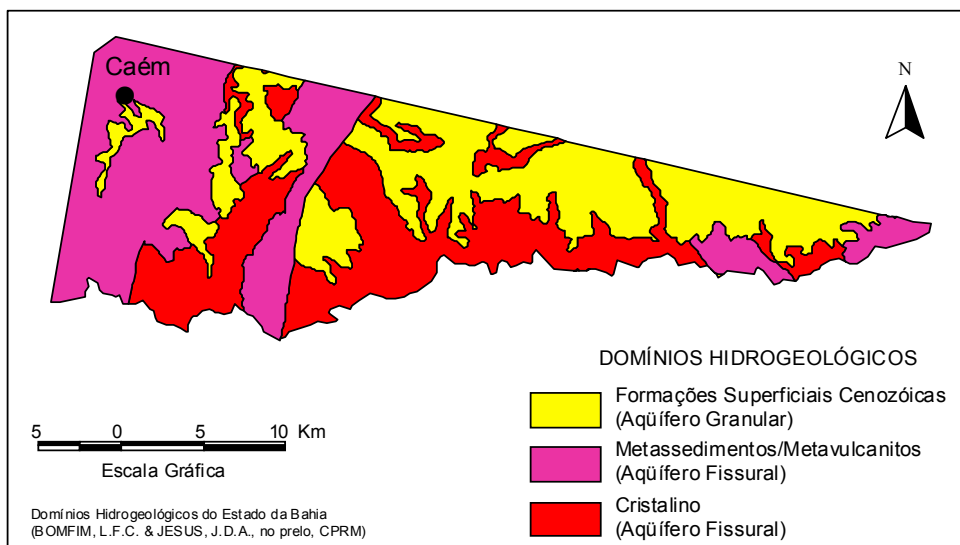 Caém
N
DOMÍNIOS HIDROGEOLÓGICOS
Formações Superficiais Cenozóicas
(Aqüífero Granular)
Metassedimentos/Metavulcanitos
(Aqüífero Fissural)
Cristalino
(Aqüífero Fissural)
5 0 5 10 Km
Escala Gráfica
Domínios Hidrogeológicos do Estado da Bahia
(BOMFIM, L.F.C. & JESUS, J.D.A., no prelo, CPRM)